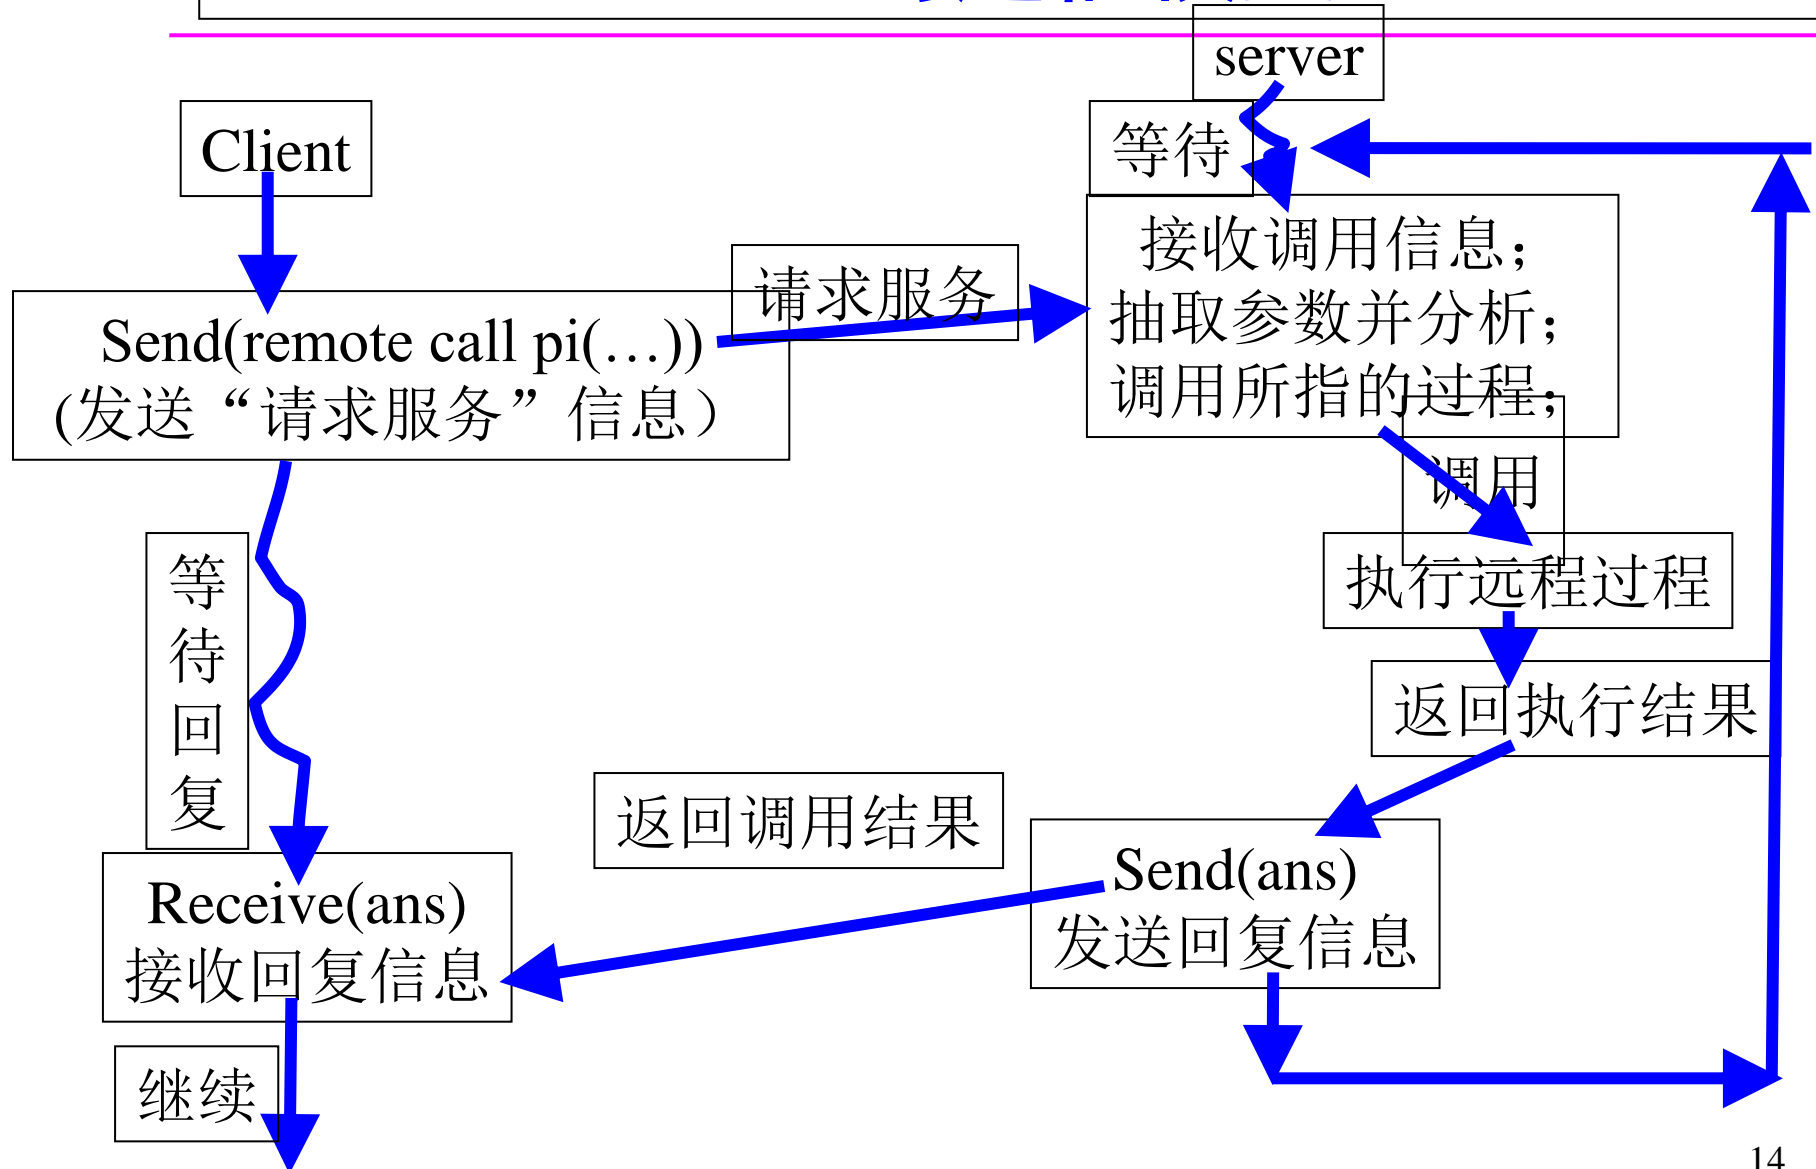 server
Client
等待
接收调用信息；
抽取参数并分析；
调用所指的过程；
请求服务
Send(remote call pi(…))
(发送“请求服务”信息）
调用
执行远程过程
等
待
回
复
返回执行结果
返回调用结果
Send(ans)
发送回复信息
Receive(ans)
接收回复信息
继续
14